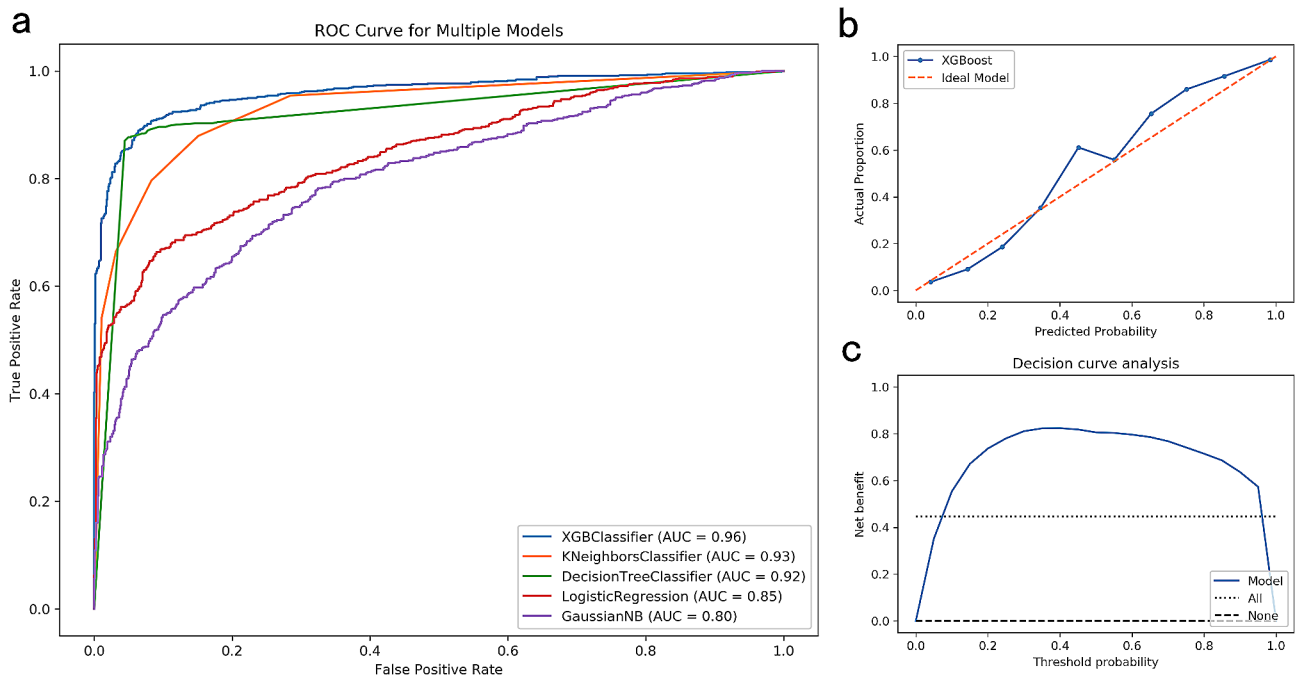 a
ROC Curve for Multiple Models
True Positive Rate
1.0
0.8
0.6
0.4
0.2
0.0
0.0 0.2 0.4 0.6 0.8 1.0
False Positive Rate
XGBClassifier (AUC = 0.96)
KNeighborsClassifier (AUC = 0.93)
DecisionTreeClassifier (AUC = 0.92)
LogisticRegression (AUC = 0.85)
GaussianNB (AUC = 0.80)
b
Actual Proportion
1.0
0.8
0.6
0.4
0.2
0.0
XGBoost
Ideal Model
0.0 0.2 0.4 0.6 0.8 1.0
Predicted Probability
c
Decision curve analysis
Net benefit
1.0
0.8
0.6
0.4
0.2
0.0
Model
All
None
0.0 0.2 0.4 0.6 0.8 1.0
Threshold probability